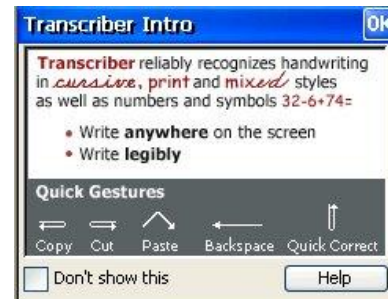 Transcriber Intro OK
Transcriber reliably recognizes handwriting
in cursive, print and mixed styles
as well as numbers and symbols 32-6+74=
• Write anywhere on the screen
• Write legibly
Quick Gestures
Copy Cut Paste Backspace Quick Correct
Don't show this Help